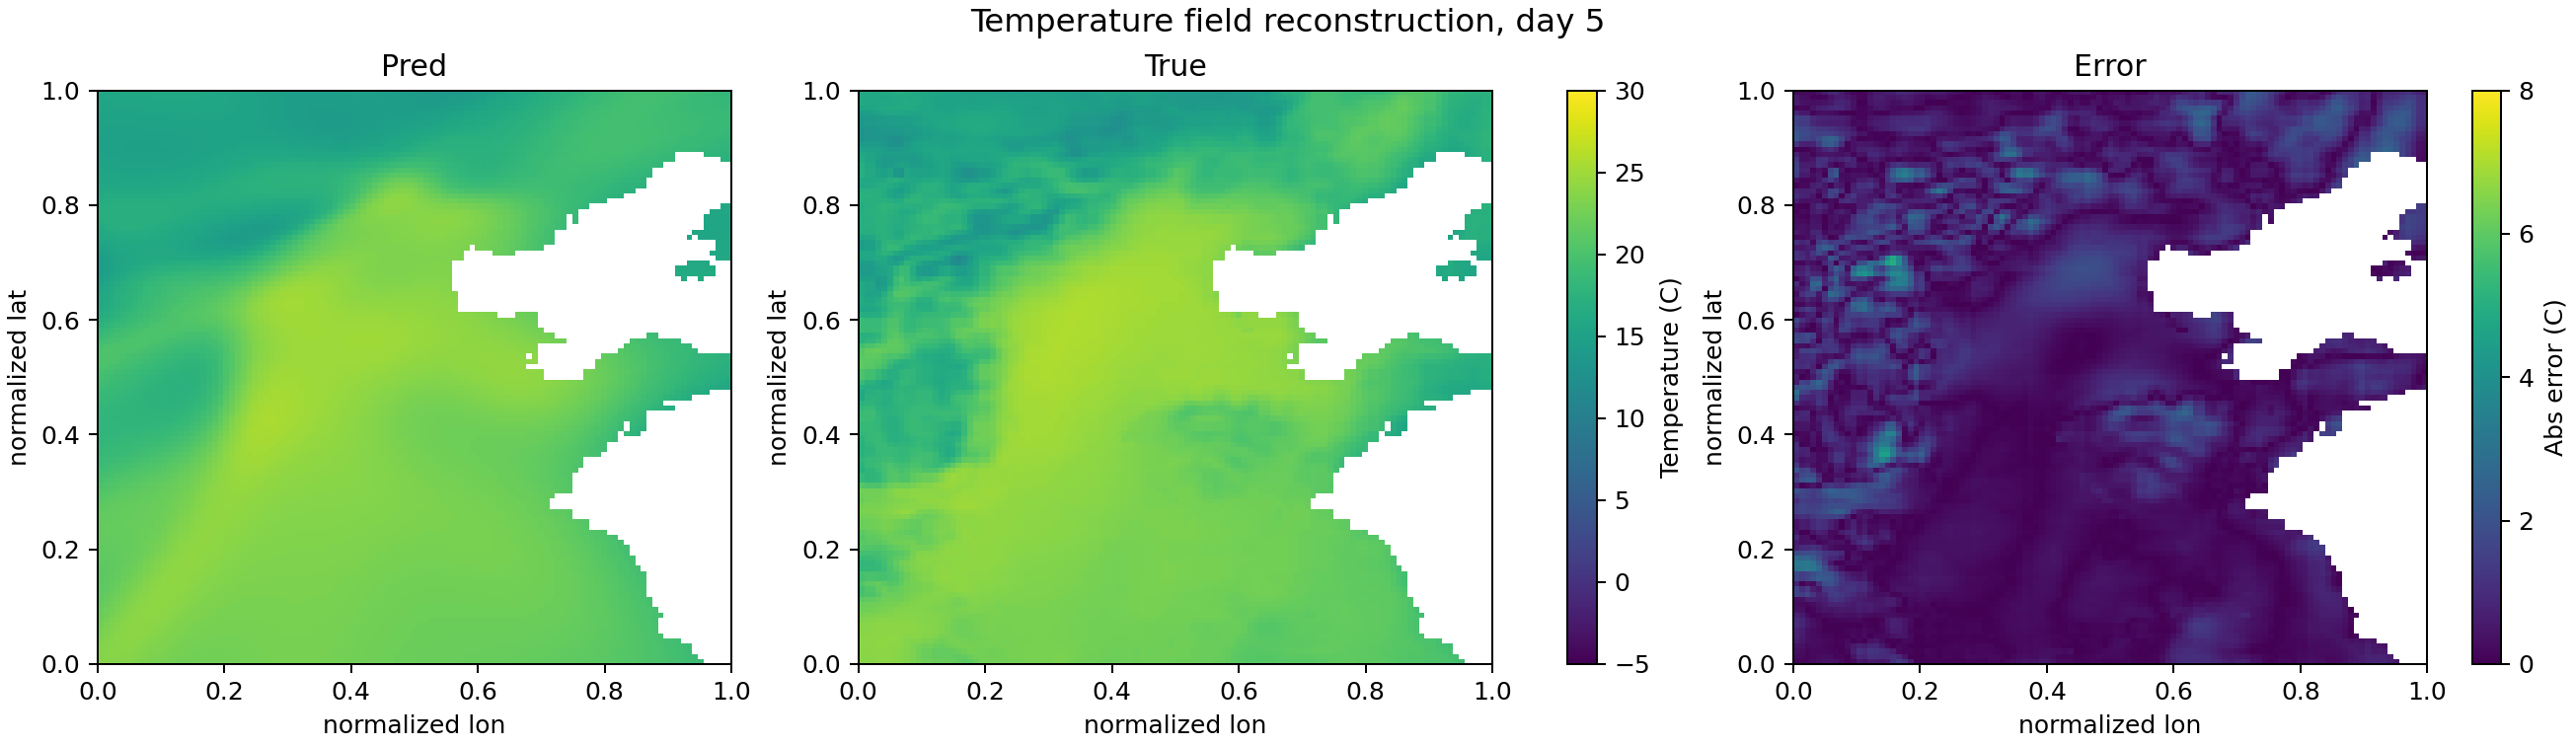 Temperature field reconstruction, day 5
Pred
1.0
0.8
0.6
0.4
0.2
0.0
normalized lat
0.0 0.2 0.4 0.6 0.8 1.0
normalized lon
True
1.0
0.8
0.6
0.4
0.2
0.0
normalized lat
0.0 0.2 0.4 0.6 0.8 1.0
normalized lon
30
25
20
15
10
5
0
−5
Temperature (C)
Error
1.0
0.8
0.6
0.4
0.2
0.0
normalized lat
0.0 0.2 0.4 0.6 0.8 1.0
normalized lon
8
6
4
2
0
Abs error (C)